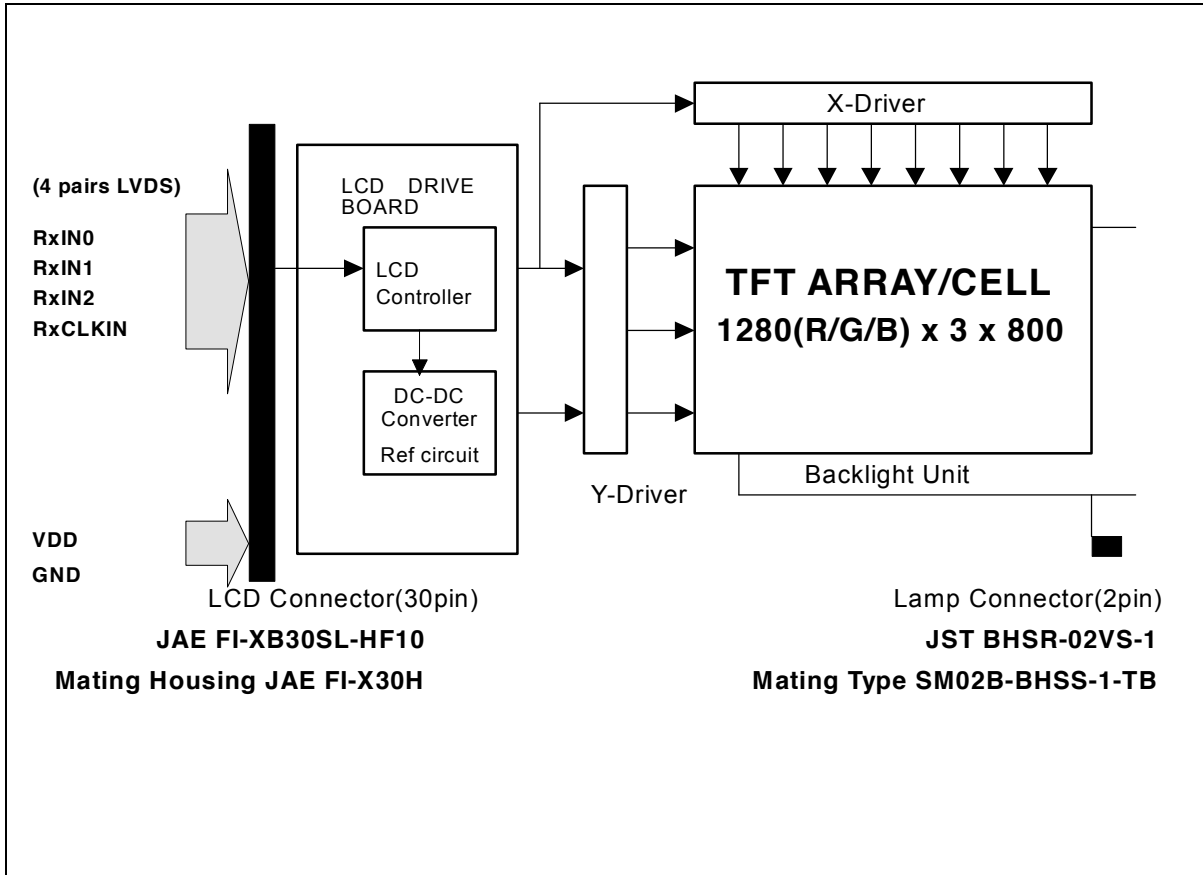 X-Driver
(4 pairs LVDS)
RxIN0
RxIN1
RxIN2
RxCLKIN
LCD DRIVE
BOARD
LCD
Controller
DC-DC
Converter
Ref circuit
TFT ARRAY/CELL
1280(R/G/B) x 3 x 800
Backlight Unit
Y-Driver
VDD
GND
LCD Connector(30pin)
JAE FI-XB30SL-HF10
Mating Housing JAE FI-X30H
Lamp Connector(2pin)
JST BHSR-02VS-1
Mating Type SM02B-BHSS-1-TB